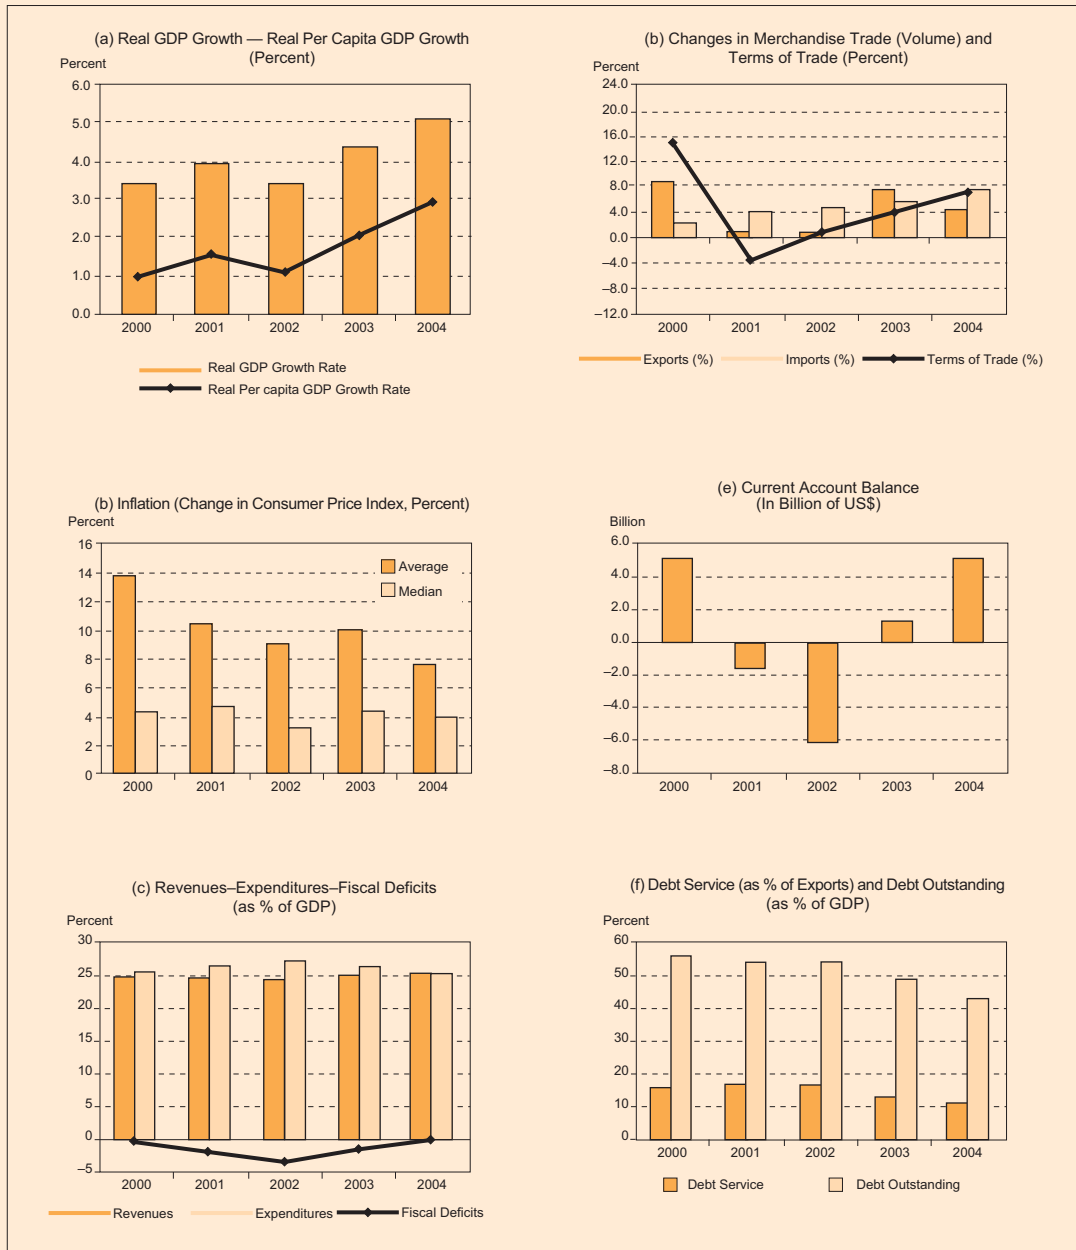 (a) Real GDP Growth — Real Per Capita GDP Growth
(Percent)
Percent
6.0
5.0
4.0
3.0
2.0
1.0
0.0
2000 2001 2002 2003 2004
Real GDP Growth Rate
Real Per capita GDP Growth Rate
(b) Changes in Merchandise Trade (Volume) and
Terms of Trade (Percent)
Percent
24.0
20.0
16.0
12.0
8.0
4.0
0.0
–4.0
–8.0
–12.0
2000 2001 2002 2003 2004
Exports (%) Imports (%) Terms of Trade (%)
(b) Inflation (Change in Consumer Price Index, Percent)
Percent
16
14
12
10
8
6
4
2
0
Average
Median
2000 2001 2002 2003 2004
(e) Current Account Balance
(In Billion of US$)
Billion
6.0
4.0
2.0
0.0
–2.0
–4.0
–6.0
–8.0
2000 2001 2002 2003 2004
(c) Revenues–Expenditures–Fiscal Deficits
(as % of GDP)
Percent
30
25
20
15
10
5
0
–5
2000 2001 2002 2003 2004
Revenues Expenditures Fiscal Deficits
(f) Debt Service (as % of Exports) and Debt Outstanding
(as % of GDP)
Percent
60
50
40
30
20
10
0
2000 2001 2002 2003 2004
Debt Service Debt Outstanding